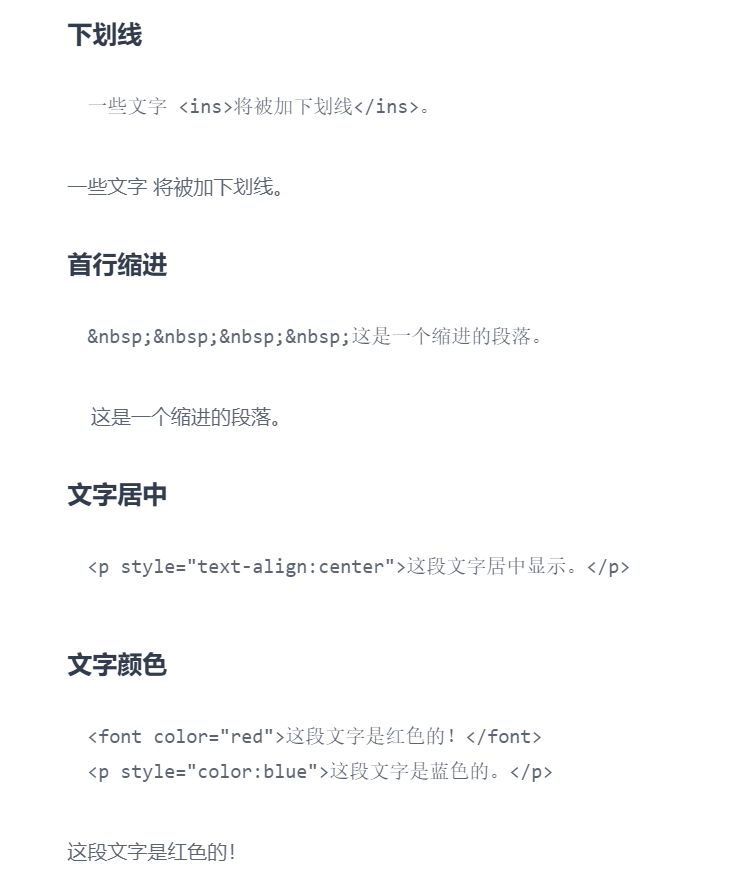 下划线
一些文字 <ins>将被加下划线</ins>。
一些文字 将被加下划线。
首行缩进
&nbsp;&nbsp;&nbsp;&nbsp;这是一个缩进的段落。
这是一个缩进的段落。
文字居中
<p style="text-align:center">这段文字居中显示。</p>
文字颜色
<font color="red">这段文字是红色的！</font>
<p style="color:blue">这段文字是蓝色的。</p>
这段文字是红色的！